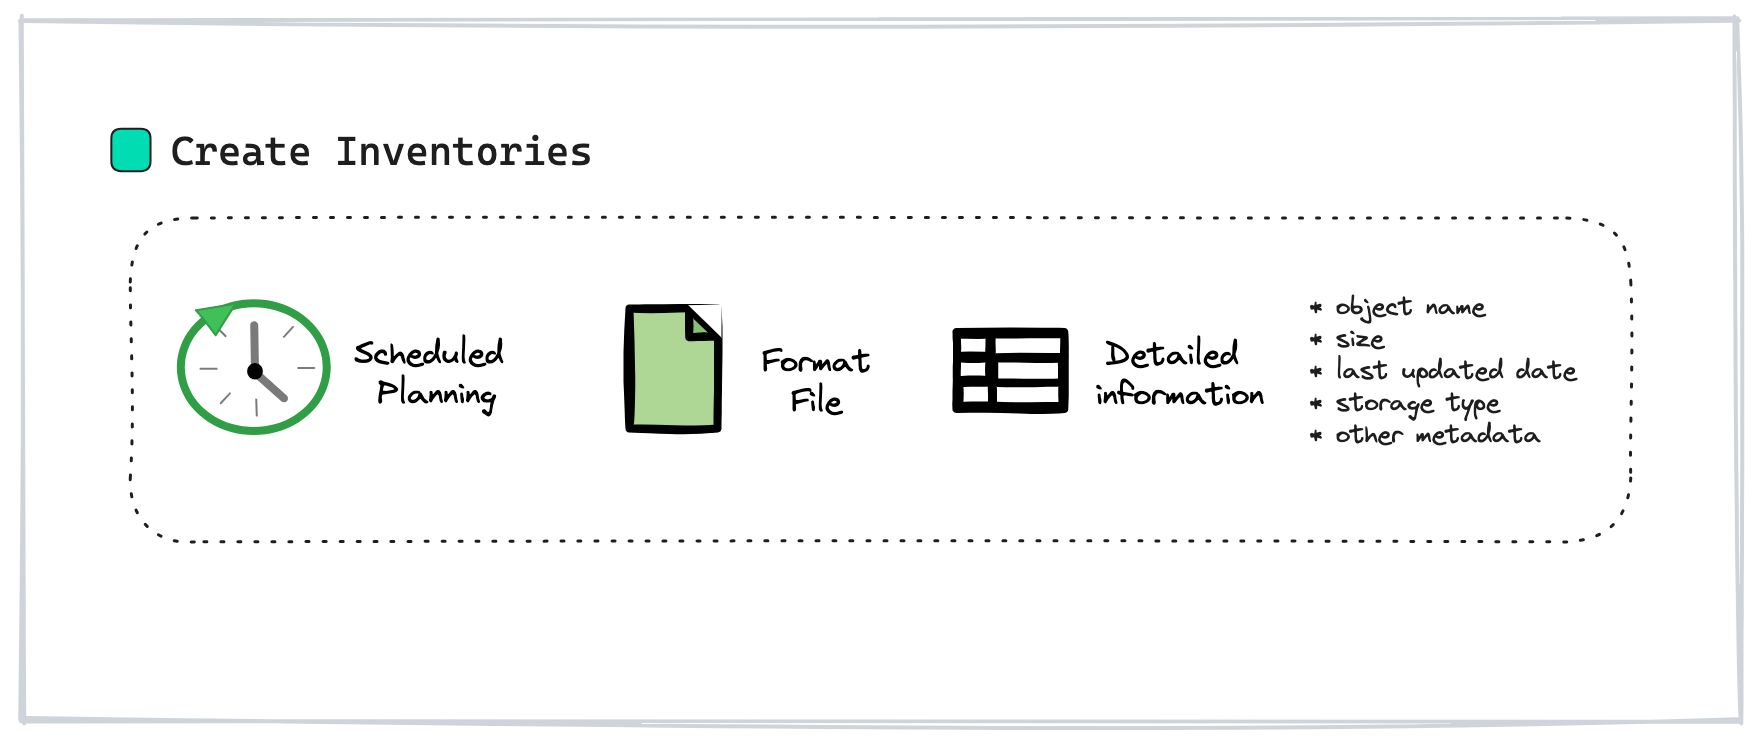 Create Inventories
Scheduled
Planning
Format
File
Detailed
information
* object name
* size
* last updated date
* storage type
* other metadata